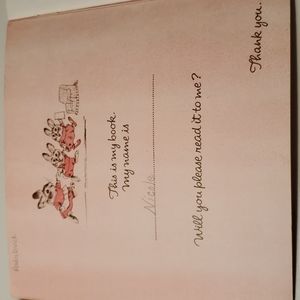 This is my book.
My name is
Nicole
Will you please read it to me?
Thank you.